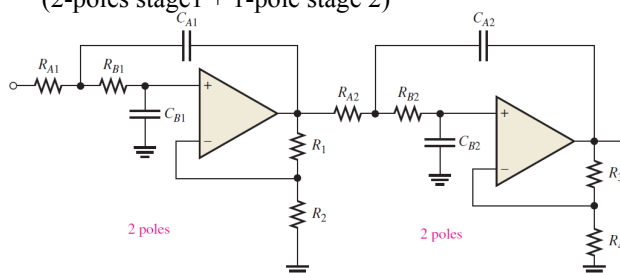 (2-poles stage1 + 1-pole stage 2)
C_A1
C_A2
R_A1
R_B1
R_A2
R_B2
+
+
C_B1
C_B2
−
−
R_1
R_2
2 poles
2 poles